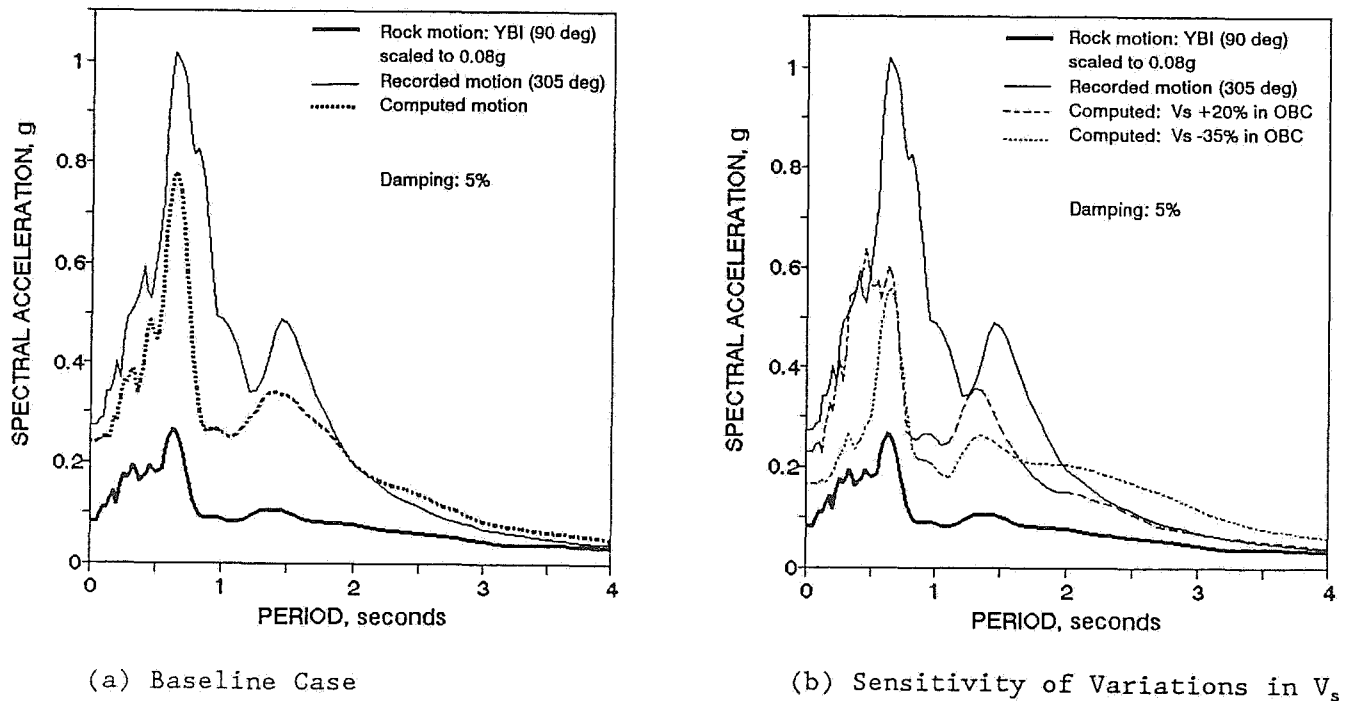 Rock motion: YBI (90 deg)
scaled to 0.08g
Recorded motion (305 deg)
Computed motion
Damping: 5%
SPECTRAL ACCELERATION, g
1
0.8
0.6
0.4
0.2
0
0 1 2 3 4
PERIOD, seconds
(a) Baseline Case
Rock motion: YBI (90 deg)
scaled to 0.08g
Recorded motion (305 deg)
Computed: Vs +20% in OBC
Computed: Vs -35% in OBC
Damping: 5%
SPECTRAL ACCELERATION, g
1
0.8
0.6
0.4
0.2
0
0 1 2 3 4
PERIOD, seconds
(b) Sensitivity of Variations in Vs